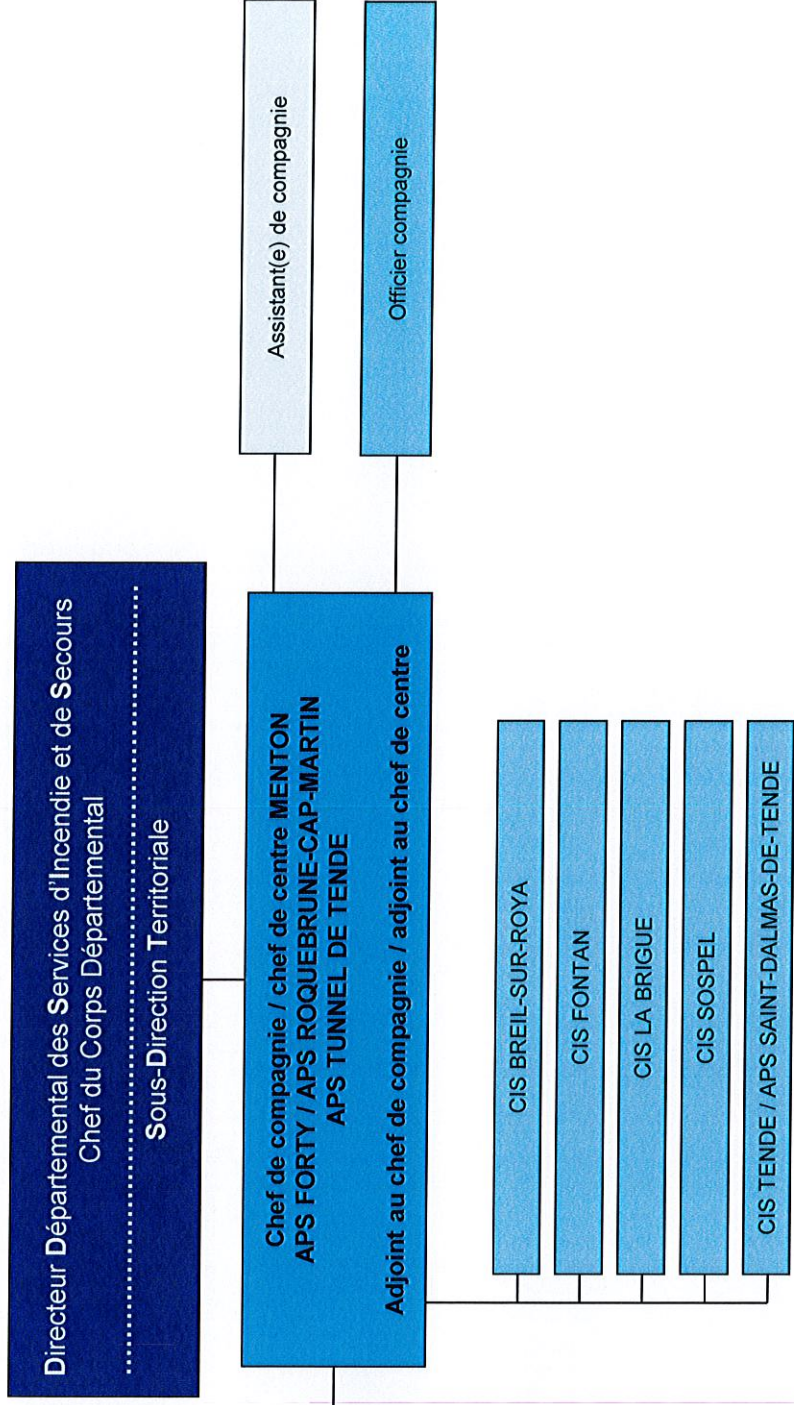 Directeur Départemental des Services d'Incendie et de Secours
Chef du Corps Départemental
Sous-Direction Territoriale
Assistant(e) de compagnie
Officier compagnie
Chef de compagnie / chef de centre MENTON
APS FORTY / APS ROQUEBRUNE-CAP-MARTIN
APS TUNNEL DE TENDE
Adjoint au chef de compagnie / adjoint au chef de centre
CIS BREIL-SUR-ROYA
CIS FONTAN
CIS LA BRIGUE
CIS SOSPEL
CIS TENDE / APS SAINT-DALMAS-DE-TENDE